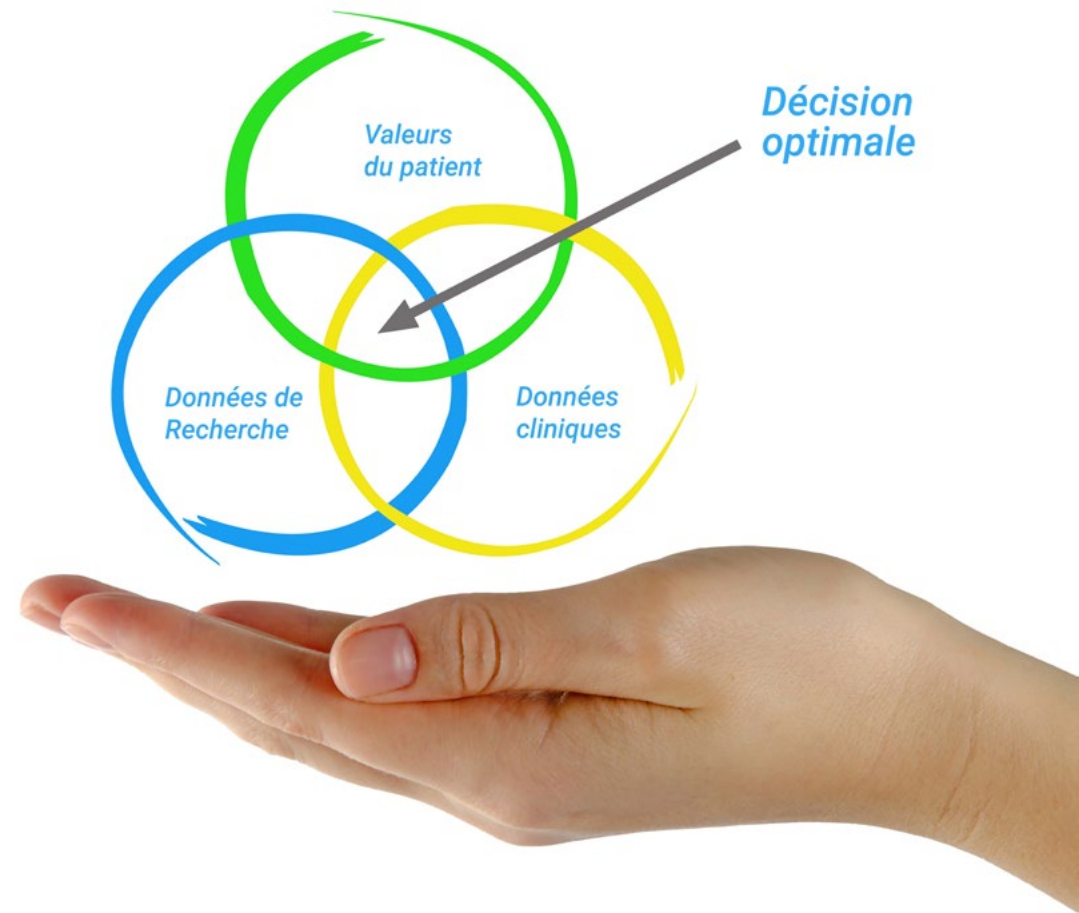 Valeurs
du patient
Décision
optimale
Données de
Recherche
Données
cliniques